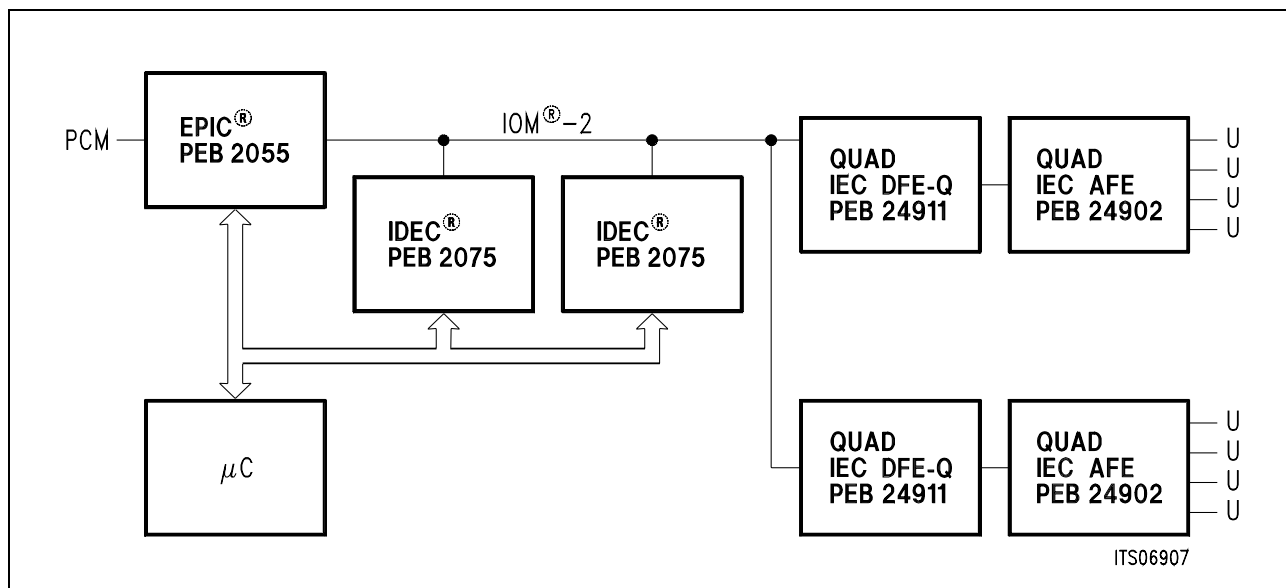 PCM
EPIC®
PEB 2055
IOM®-2
IDEC®
PEB 2075
IDEC®
PEB 2075
QUAD
IEC DFE-Q
PEB 24911
QUAD
IEC AFE
PEB 24902
U
U
U
U
μC
QUAD
IEC DFE-Q
PEB 24911
QUAD
IEC AFE
PEB 24902
U
U
U
U
ITS06907